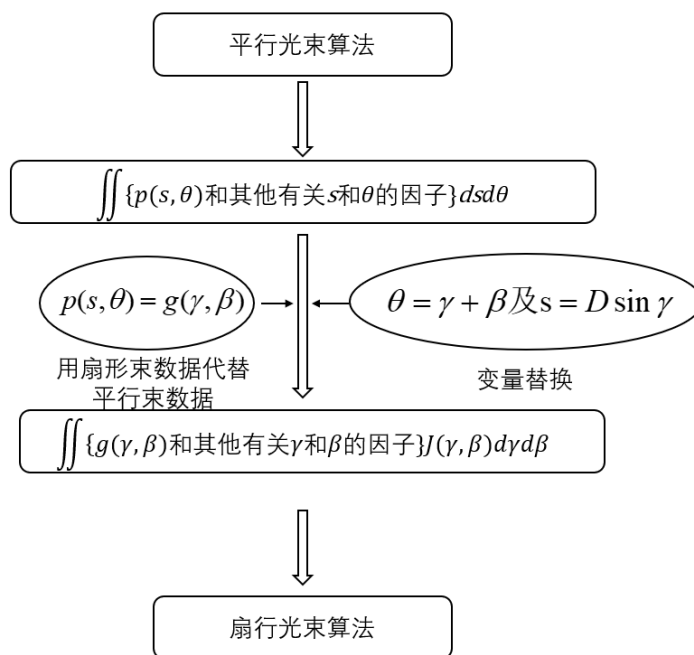 平行光束算法
∬{p(s,θ)和其他有关s和θ的因子}dsdθ
p(s,θ)=g(γ,β)
θ=γ+β及s=D sin γ
用扇形束数据代替
平行束数据
变量替换
∬{g(γ,β)和其他有关γ和β的因子}J(γ,β)dγdβ
扇行光束算法